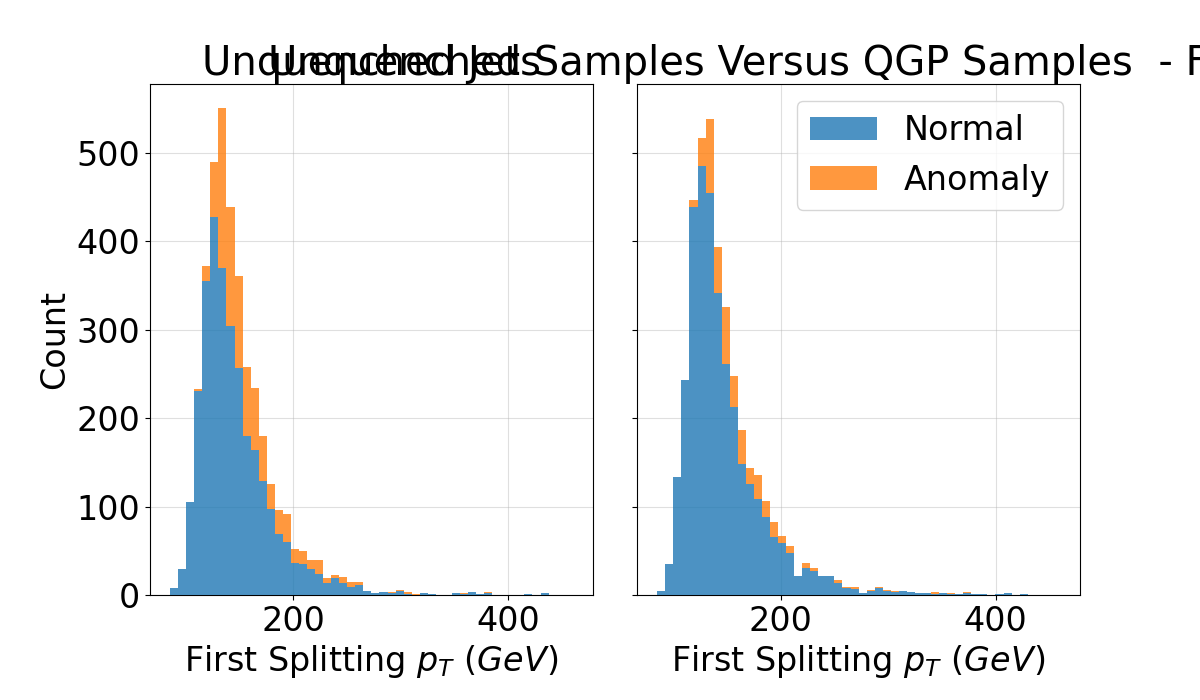 Samples Versus QGP Samples - F
Normal
Anomaly
Count
500
400
300
200
100
0
200
400
200
400
First Splitting $p_T$ (GeV)
First Splitting $p_T$ (GeV)